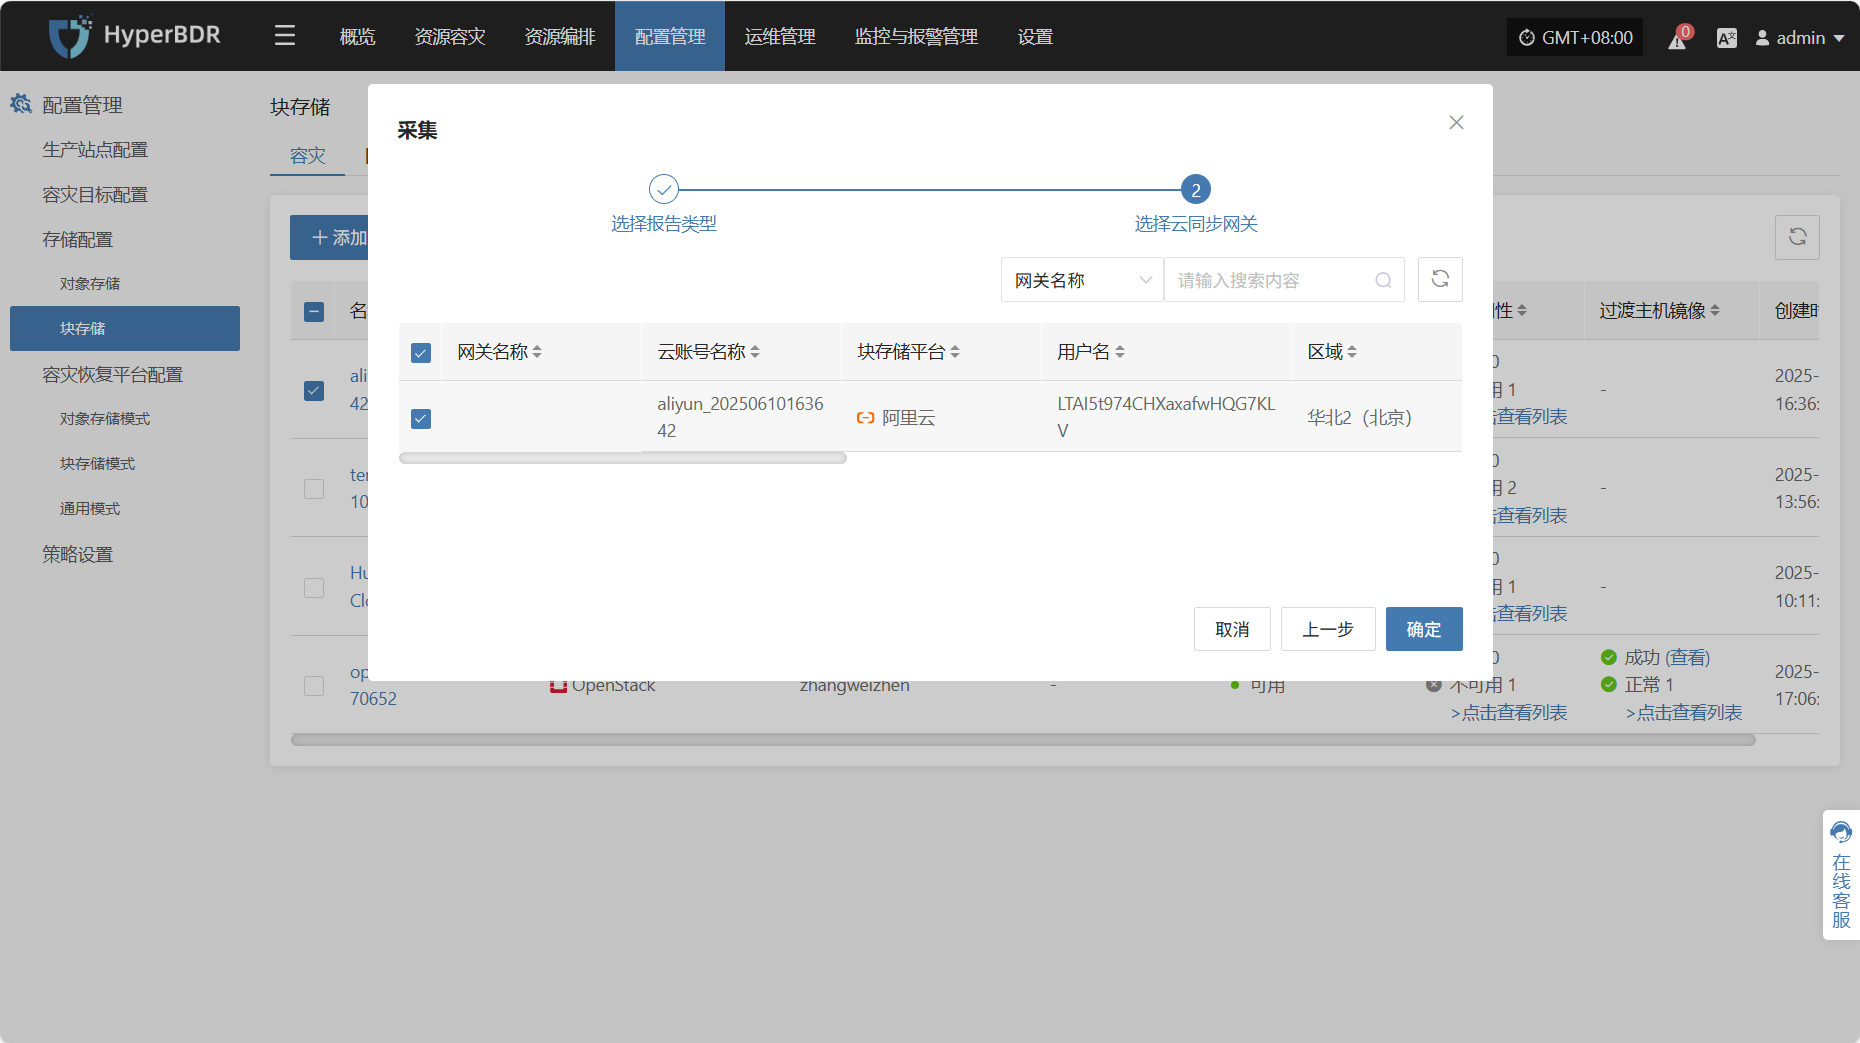 HyperBDR
概览
资源容灾
资源编排
配置管理
运维管理
监控与报警管理
设置
GMT+08:00
0
admin
配置管理
生产站点配置
容灾目标配置
存储配置
对象存储
块存储
容灾恢复平台配置
对象存储模式
块存储模式
通用模式
策略设置
块存储
容灾
添加
采集
2
选择报告类型
选择云同步网关
网关名称
请输入搜索内容
网关名称
云账号名称
块存储平台
用户名
区域
aliyun_202506101636
42
阿里云
LTAI5t974CHXaxafwHQG7KL
V
华北2（北京）
取消
上一步
确定
名
性
过渡主机镜像
创建时
ali
42
0
用 1
击查看列表
-
2025-
16:36:
ter
10
0
用 2
击查看列表
-
2025-
13:56:
Hu
Clo
0
用 1
击查看列表
-
2025-
10:11:
op
70652
OpenStack
zhangweizhen
-
可用
0
不可用 1
>点击查看列表
成功 (查看)
正常 1
>点击查看列表
2025-
17:06:
在线客服